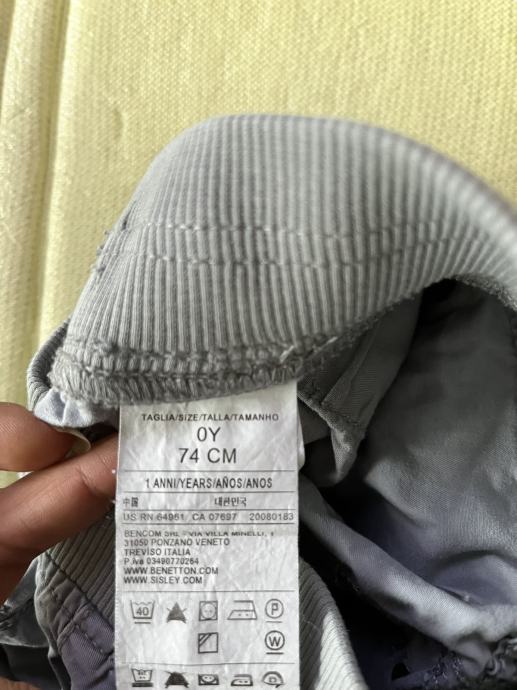 TAGLIA/SIZE/TALLA/TAMANHO
0Y
74 CM
1 ANNI/YEARS/AÑOS/ANOS
中國 대한민국
US RN 64961 CA 07697 20080183
BENCOM SRL - VIA VILLA MINELLI, 1
31050 PONZANO VENETO
TREVISO ITALIA
P.iva 03490770264
WWW.BENETTON.COM
WWW.SISLEY.COM
40 P
W